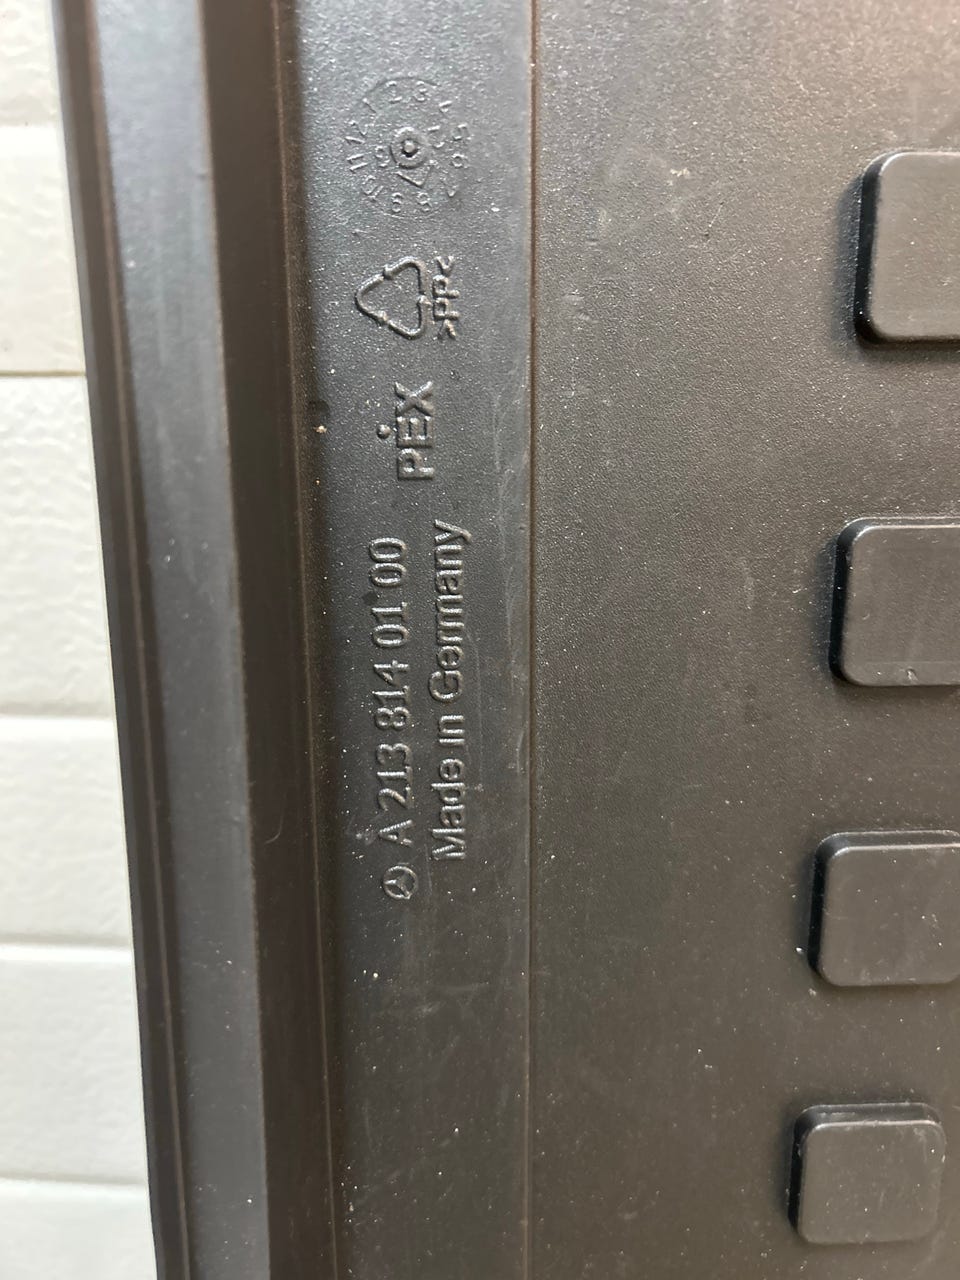 >PP<
PEX
A 213 814 01 00
Made in Germany